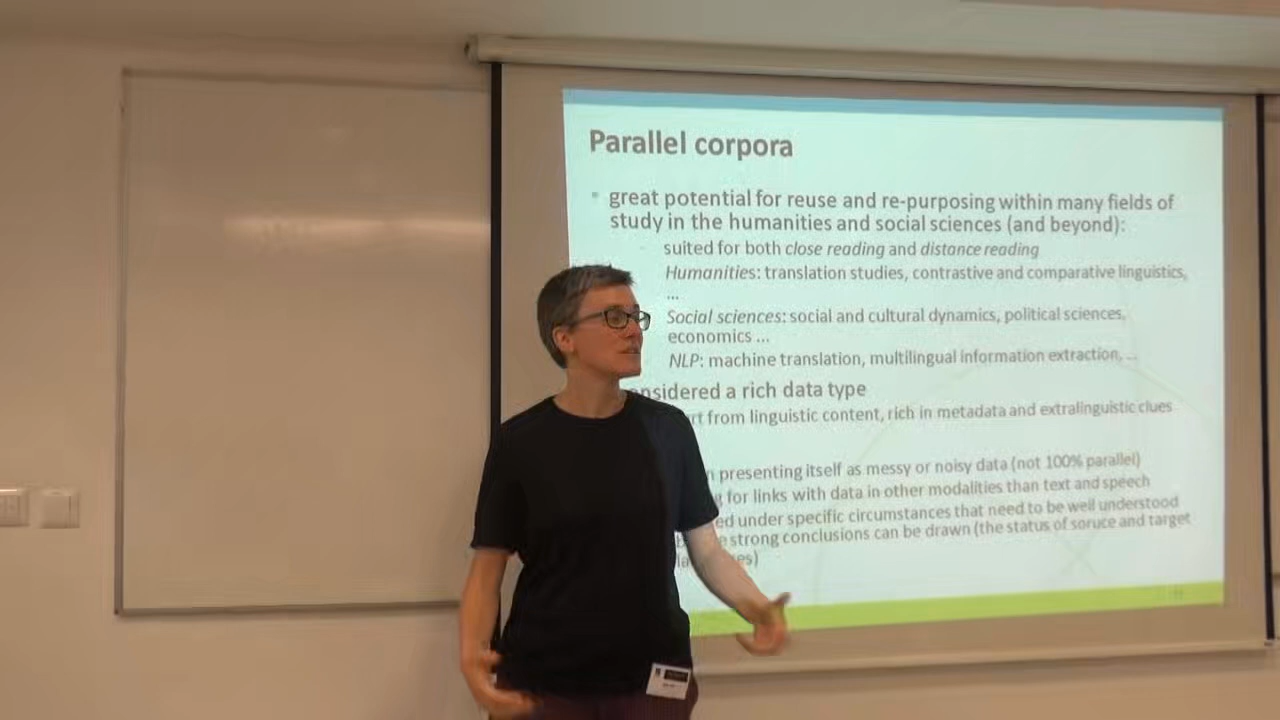 Parallel corpora
great potential for reuse and re-purposing within many fields of
study in the humanities and social sciences (and beyond):
suited for both close reading and distance reading
Humanities: translation studies, contrastive and comparative linguistics,
...
Social sciences: social and cultural dynamics, political sciences,
economics ...
NLP: machine translation, multilingual information extraction, ...
nsidered a rich data type
rt from linguistic content, rich in metadata and extralinguistic clues
n presenting itself as messy or noisy data (not 100% parallel)
g for links with data in other modalities than text and speech
ed under specific circumstances that need to be well understood
e strong conclusions can be drawn (the status of soruce and target
es)